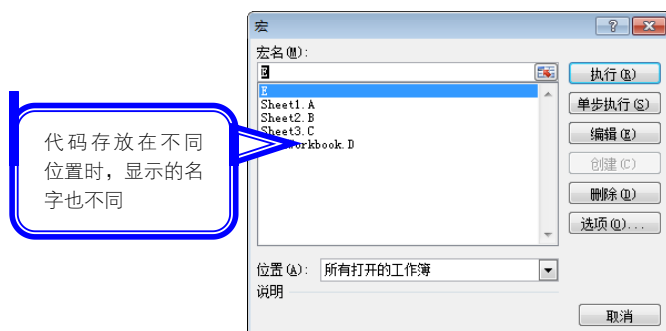 宏
宏名(M):
E
E
Sheet1.A
Sheet2.B
Sheet3.C
orkbook.D
执行(R)
单步执行(S)
编辑(E)
创建(C)
删除(D)
选项(O)...
位置(A):
所有打开的工作簿
说明
取消
代码存放在不同
位置时，显示的名
字也不同